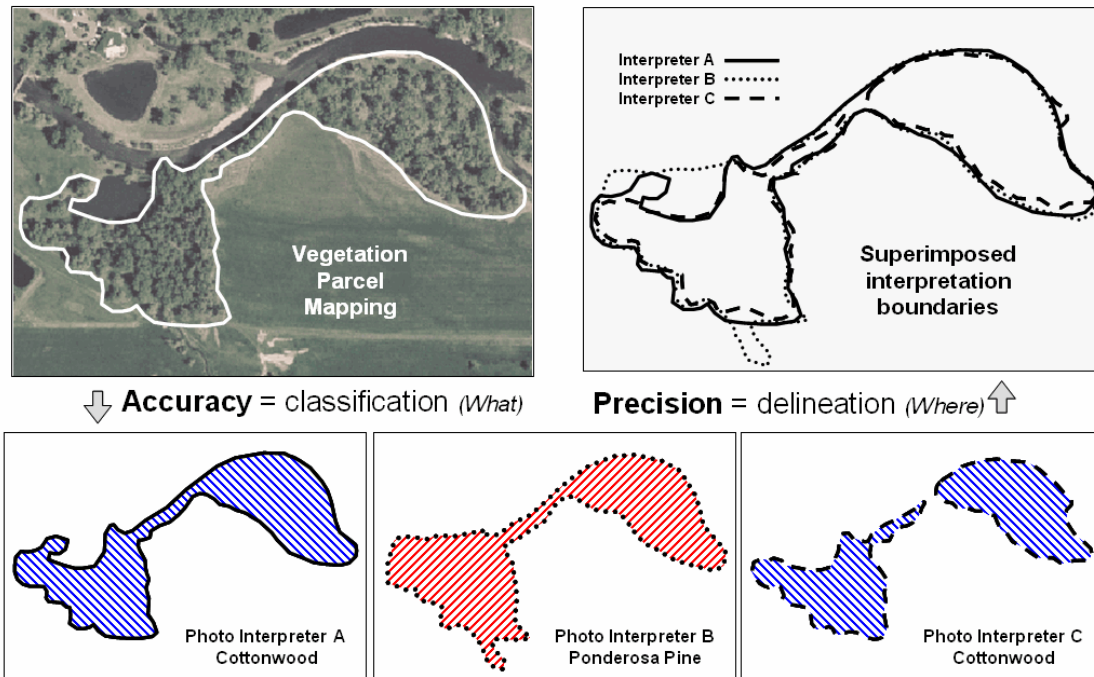 Vegetation
Parcel
Mapping
Interpreter A
Interpreter B
Interpreter C
Superimposed
interpretation
boundaries
Accuracy = classification (What)
Precision = delineation (Where)
Photo Interpreter A
Cottonwood
Photo Interpreter B
Ponderosa Pine
Photo Interpreter C
Cottonwood